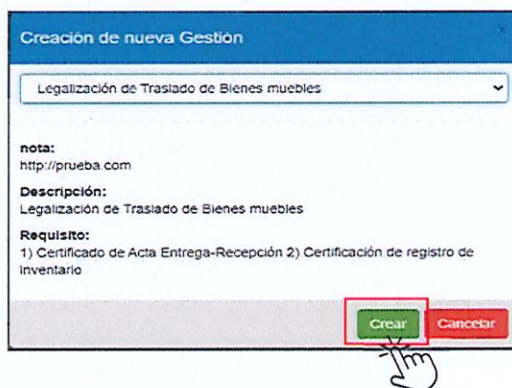 Creación de nueva Gestión
Legalización de Traslado de Bienes muebles
nota:
http://prueba.com
Descripción:
Legalización de Traslado de Bienes muebles
Requisito:
1) Certificado de Acta Entrega-Recepción 2) Certificación de registro de
inventario
Crear
Cancelar